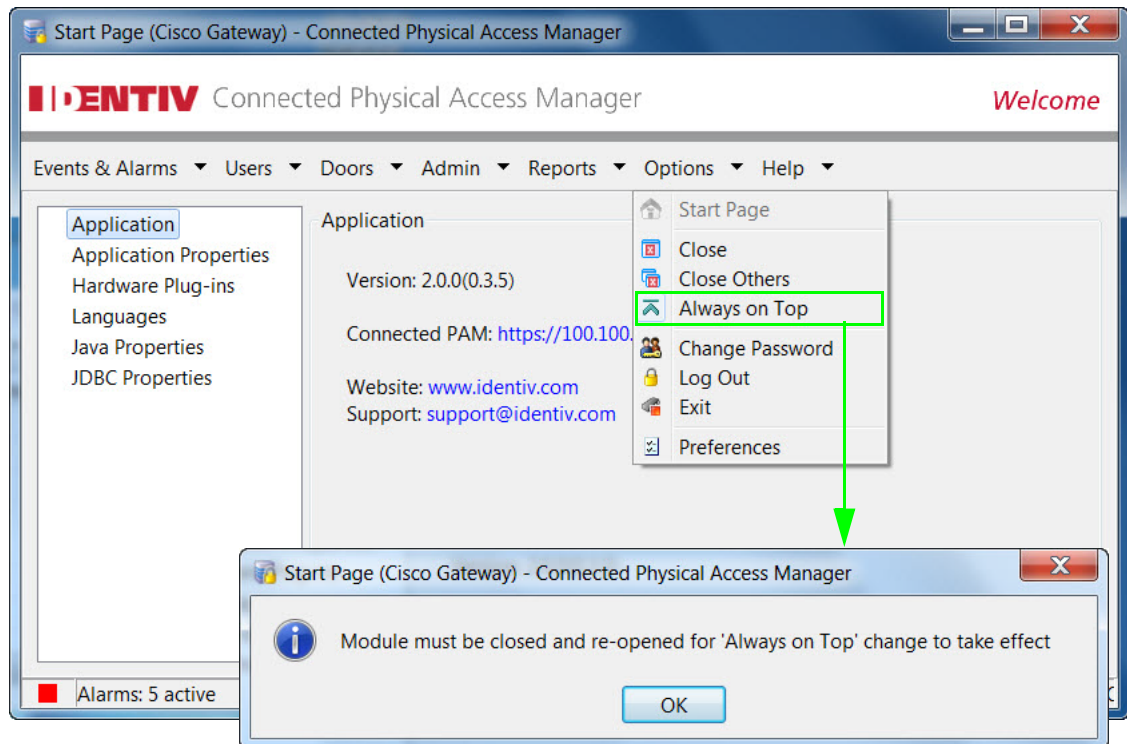 Start Page (Cisco Gateway) - Connected Physical Access Manager
IDENTIV Connected Physical Access Manager
Welcome
Events & Alarms Users Doors Admin Reports Options Help
Application
Application Properties
Hardware Plug-ins
Languages
Java Properties
JDBC Properties
Application
Version: 2.0.0(0.3.5)
Connected PAM: https://100.100.
Website: www.identiv.com
Support: support@identiv.com
Start Page
Close
Close Others
Always on Top
Change Password
Log Out
Exit
Preferences
Start Page (Cisco Gateway) - Connected Physical Access Manager
Module must be closed and re-opened for 'Always on Top' change to take effect
OK
Alarms: 5 active